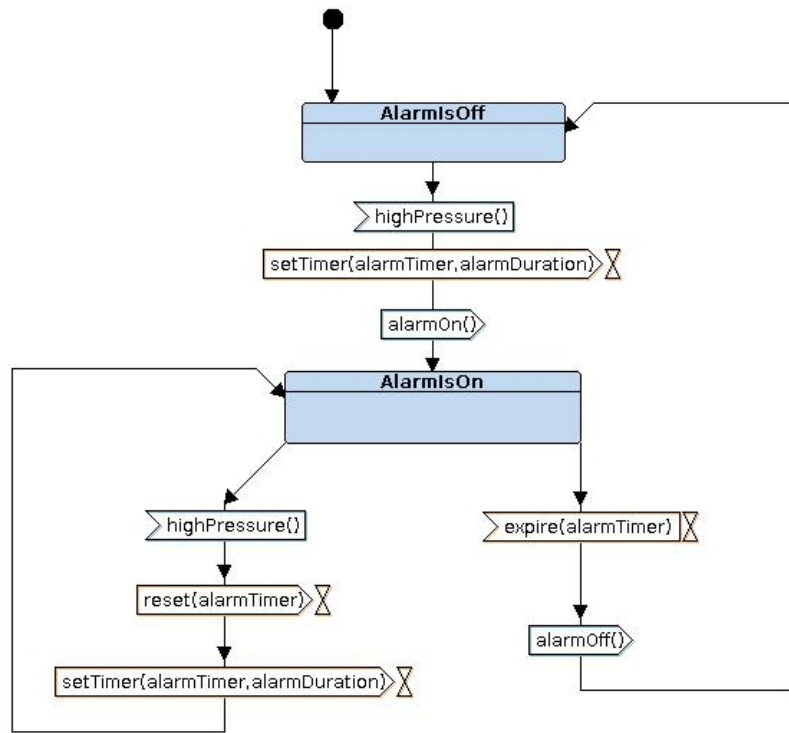 AlarmIsOff
highPressure()
setTimer(alarmTimer,alarmDuration)
alarmOn()
AlarmIsOn
highPressure()
expire(alarmTimer)
reset(alarmTimer)
alarmOff()
setTimer(alarmTimer,alarmDuration)